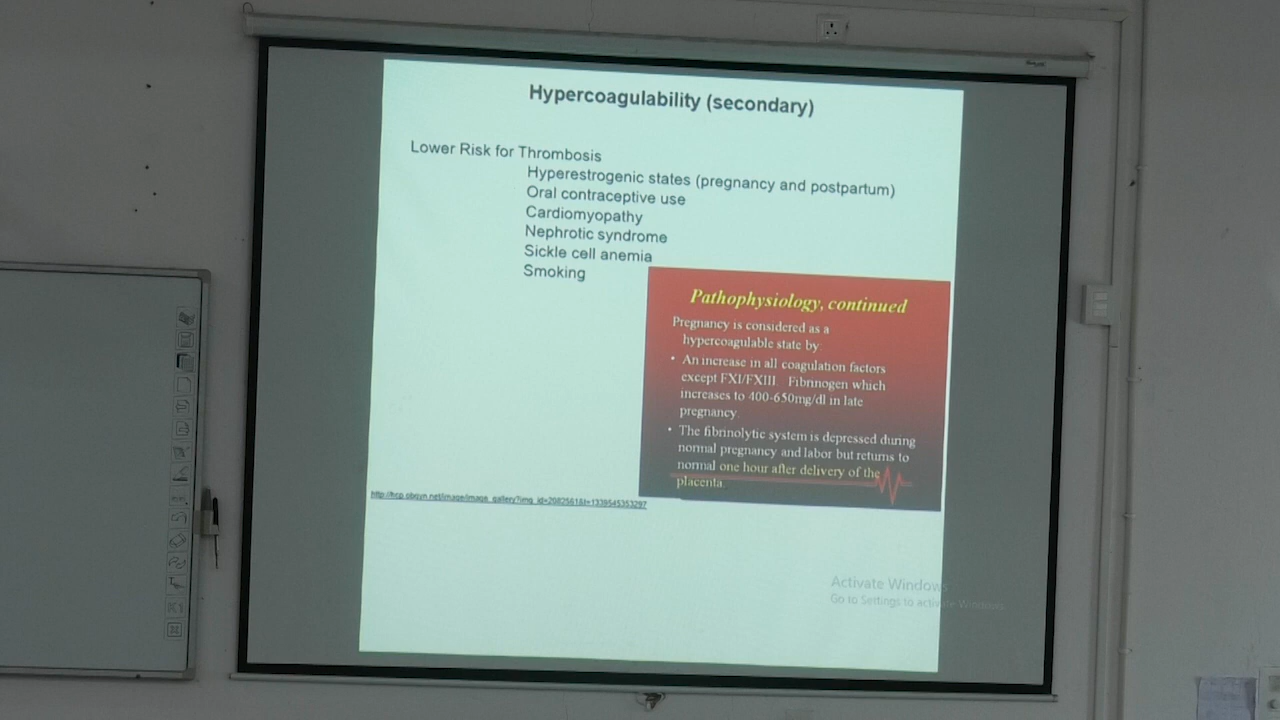 Hypercoagulability (secondary)
Lower Risk for Thrombosis
Hyperestrogenic states (pregnancy and postpartum)
Oral contraceptive use
Cardiomyopathy
Nephrotic syndrome
Sickle cell anemia
Smoking
Pathophysiology, continued
Pregnancy is considered as a
hypercoagulable state by:
• An increase in all coagulation factors
except FXI/FXIII. Fibrinogen which
increases to 400-650mg/dl in late
pregnancy.
• The fibrinolytic system is depressed during
normal pregnancy and labor but returns to
normal one hour after delivery of the
placenta.
Activate Windows
Go to Settings to activate Windows.